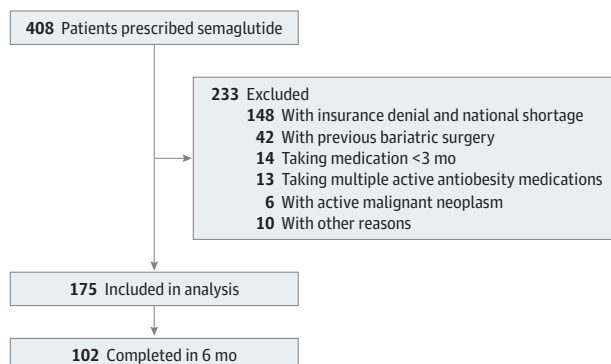 408 Patients prescribed semaglutide
233 Excluded
148 With insurance denial and national shortage
42 With previous bariatric surgery
14 Taking medication <3 mo
13 Taking multiple active antiobesity medications
6 With active malignant neoplasm
10 With other reasons
175 Included in analysis
102 Completed in 6 mo